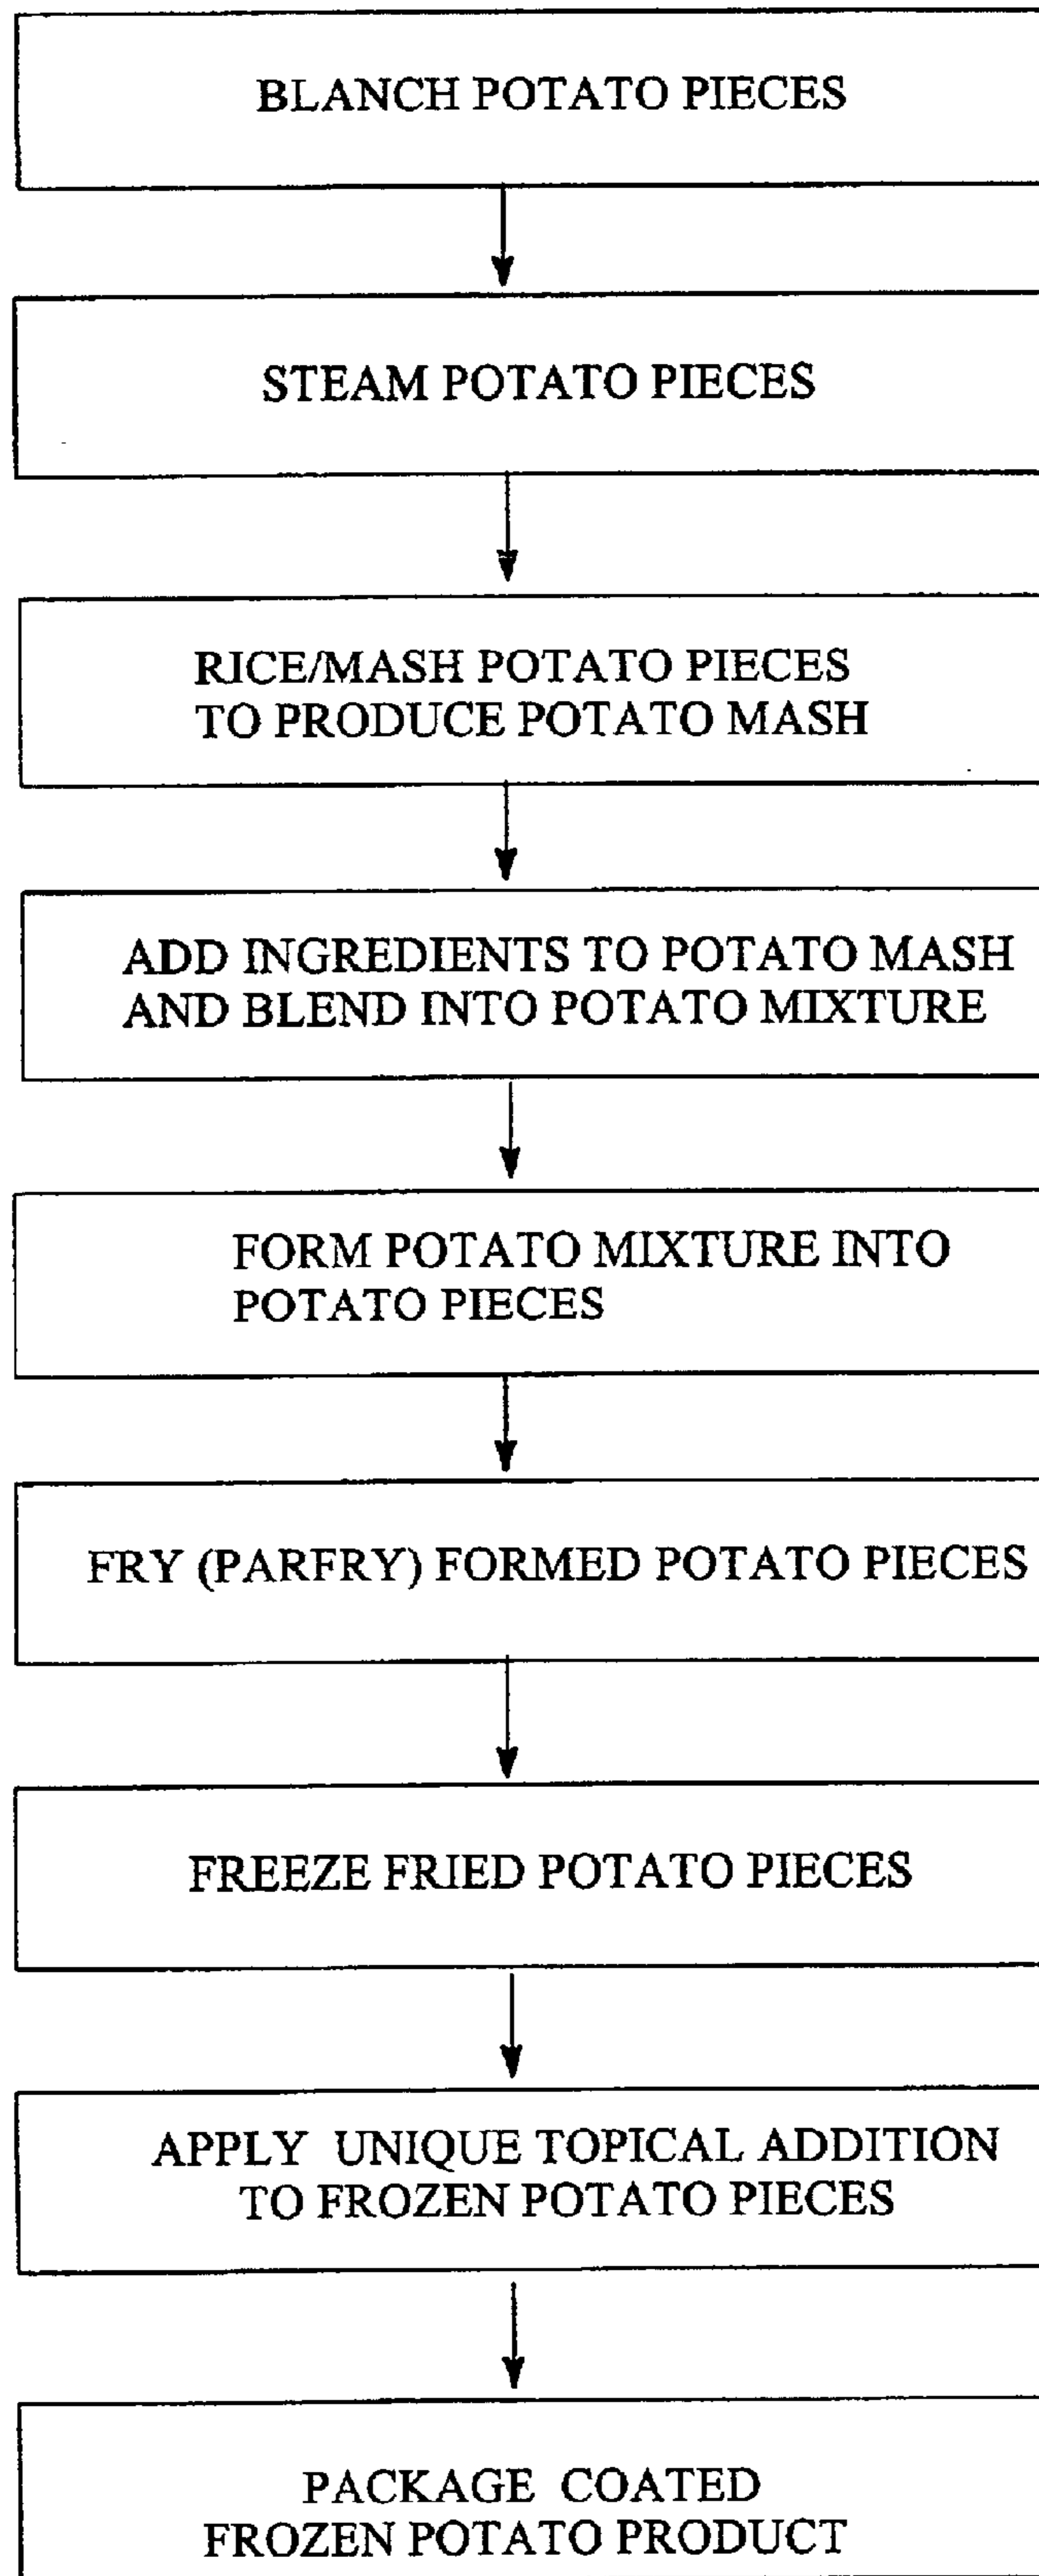 BLANCH POTATO PIECES
STEAM POTATO PIECES
RICE/MASH POTATO PIECES
TO PRODUCE POTATO MASH
ADD INGREDIENTS TO POTATO MASH
AND BLEND INTO POTATO MIXTURE
FORM POTATO MIXTURE INTO
POTATO PIECES
FRY (PARFRY) FORMED POTATO PIECES
FREEZE FRIED POTATO PIECES
APPLY UNIQUE TOPICAL ADDITION
TO FROZEN POTATO PIECES
PACKAGE COATED
FROZEN POTATO PRODUCT